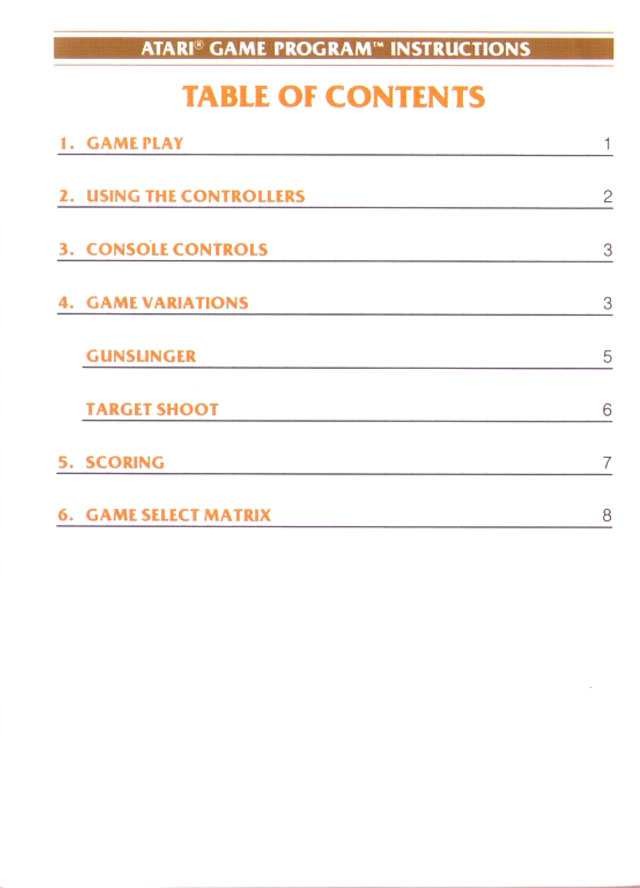 ATARI® GAME PROGRAM™ INSTRUCTIONS
TABLE OF CONTENTS
1. GAME PLAY 1
2. USING THE CONTROLLERS 2
3. CONSOLE CONTROLS 3
4. GAME VARIATIONS 3
GUNSLINGER 5
TARGET SHOOT 6
5. SCORING 7
6. GAME SELECT MATRIX 8